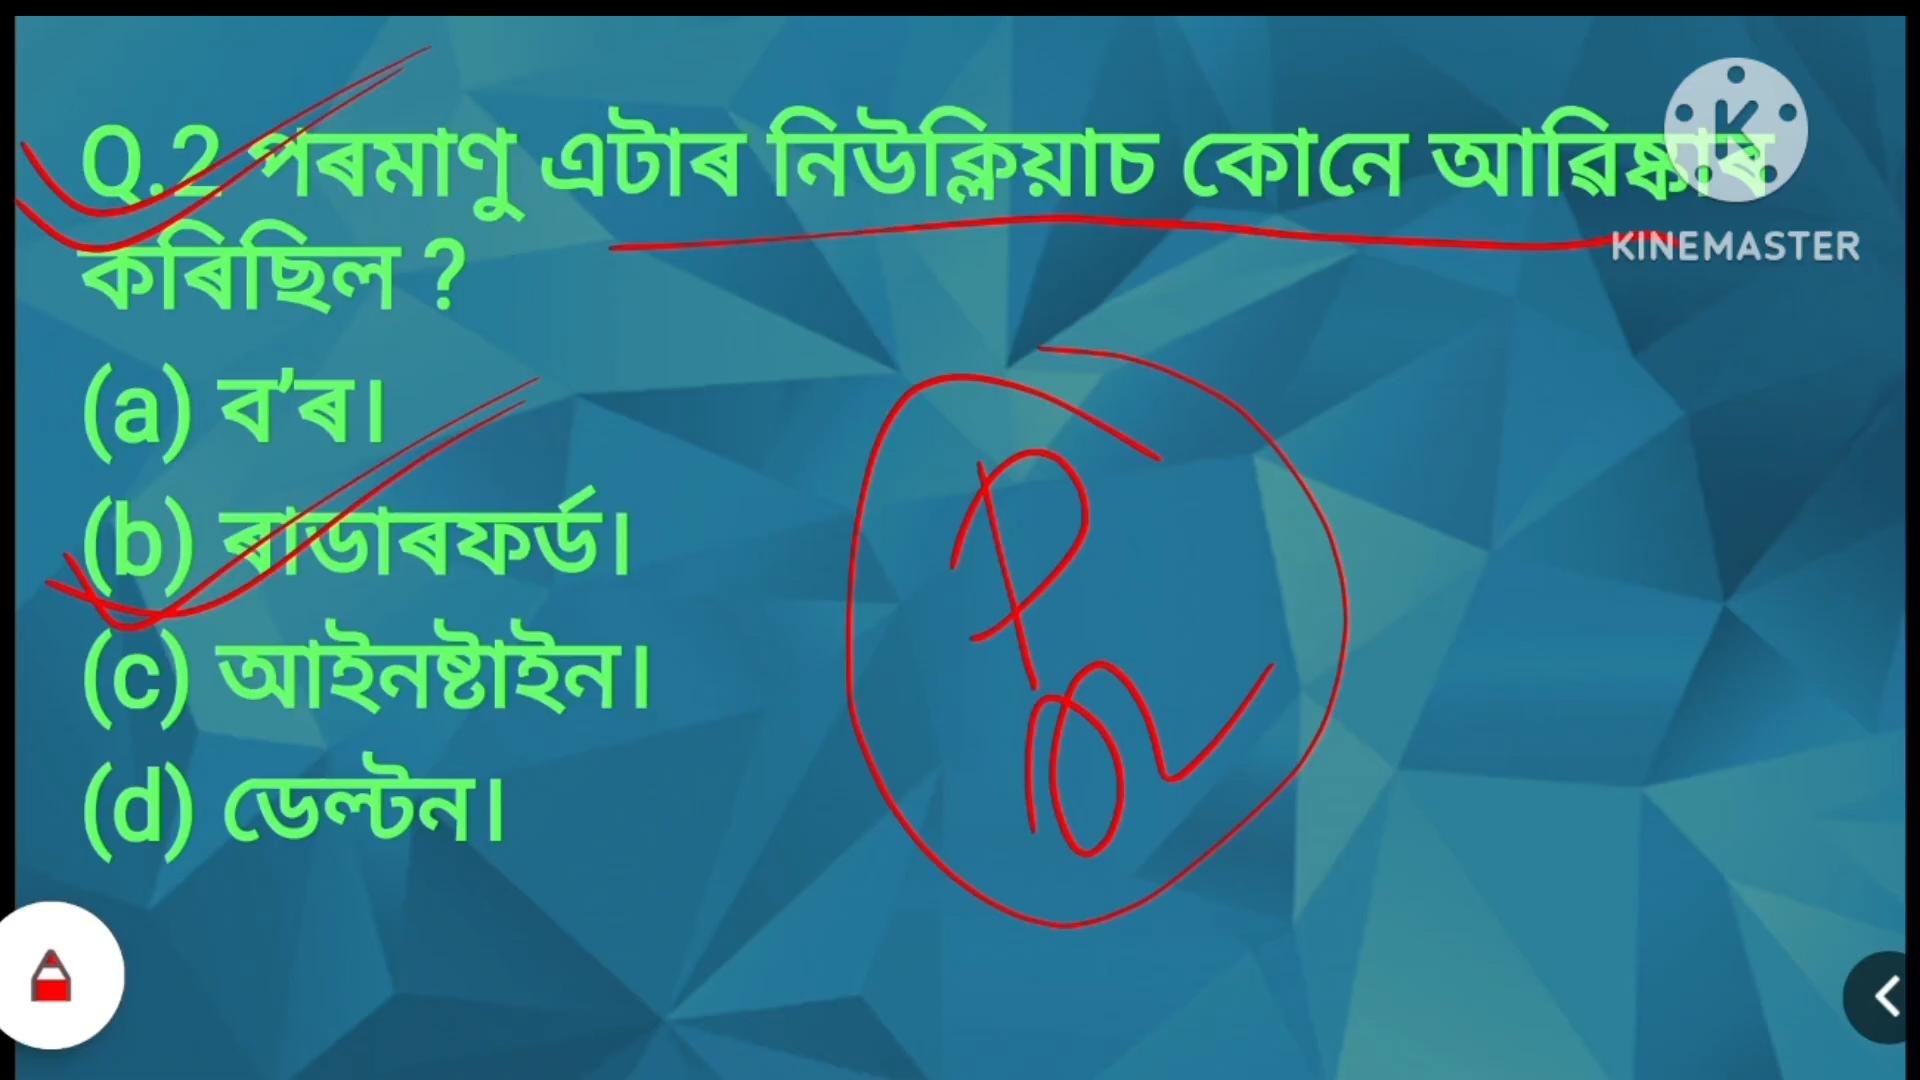 Q.2 পৰমাণু এটাৰ নিউক্লিয়াচ কোনে আৱিষ্কাৰ
কৰিছিল ?
(a) ব’ৰ।
(b) ৰাডাৰফৰ্ড।
(c) আইনষ্টাইন।
(d) ডেল্টন।
P
n
K
KINEMASTER